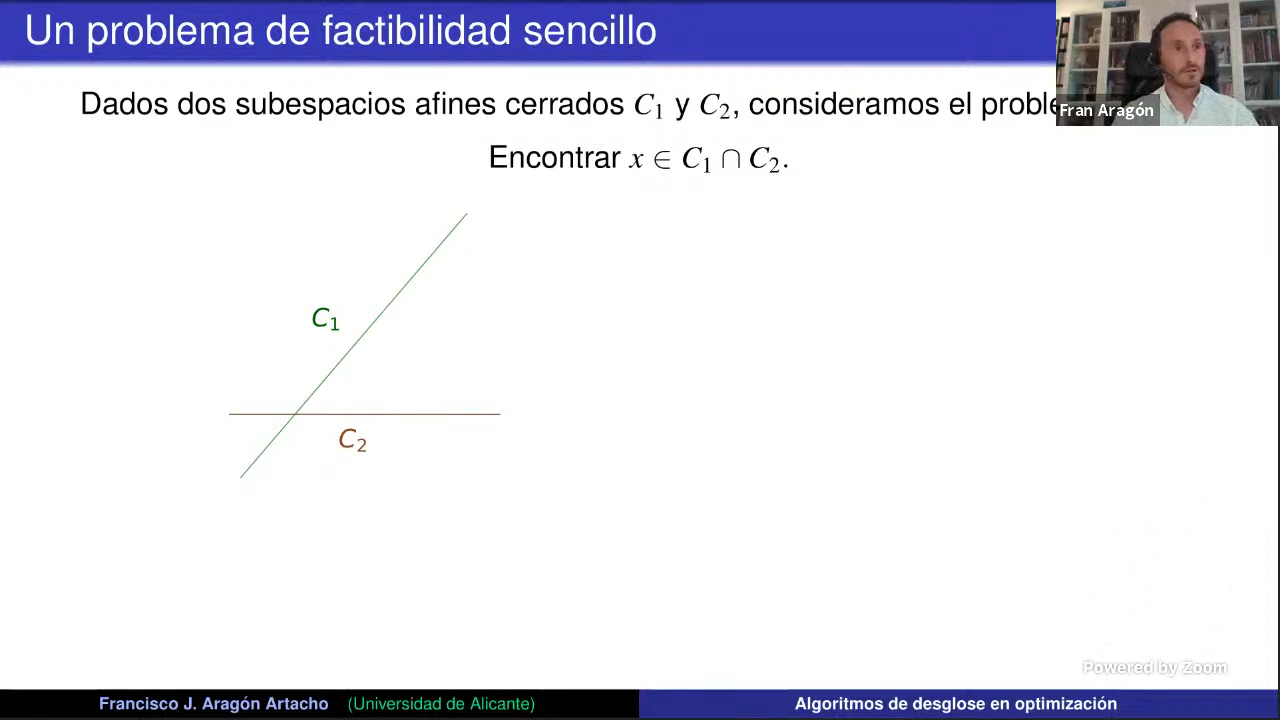 Un problema de factibilidad sencillo
Dados dos subespacios afines cerrados C₁ y C₂, consideramos el
Fran Aragón
Encontrar x ∈ C₁ ∩ C₂.
C₁
C₂
Powered by Zoom
Francisco J. Aragón Artacho (Universidad de Alicante)
Algoritmos de desglose en optimización